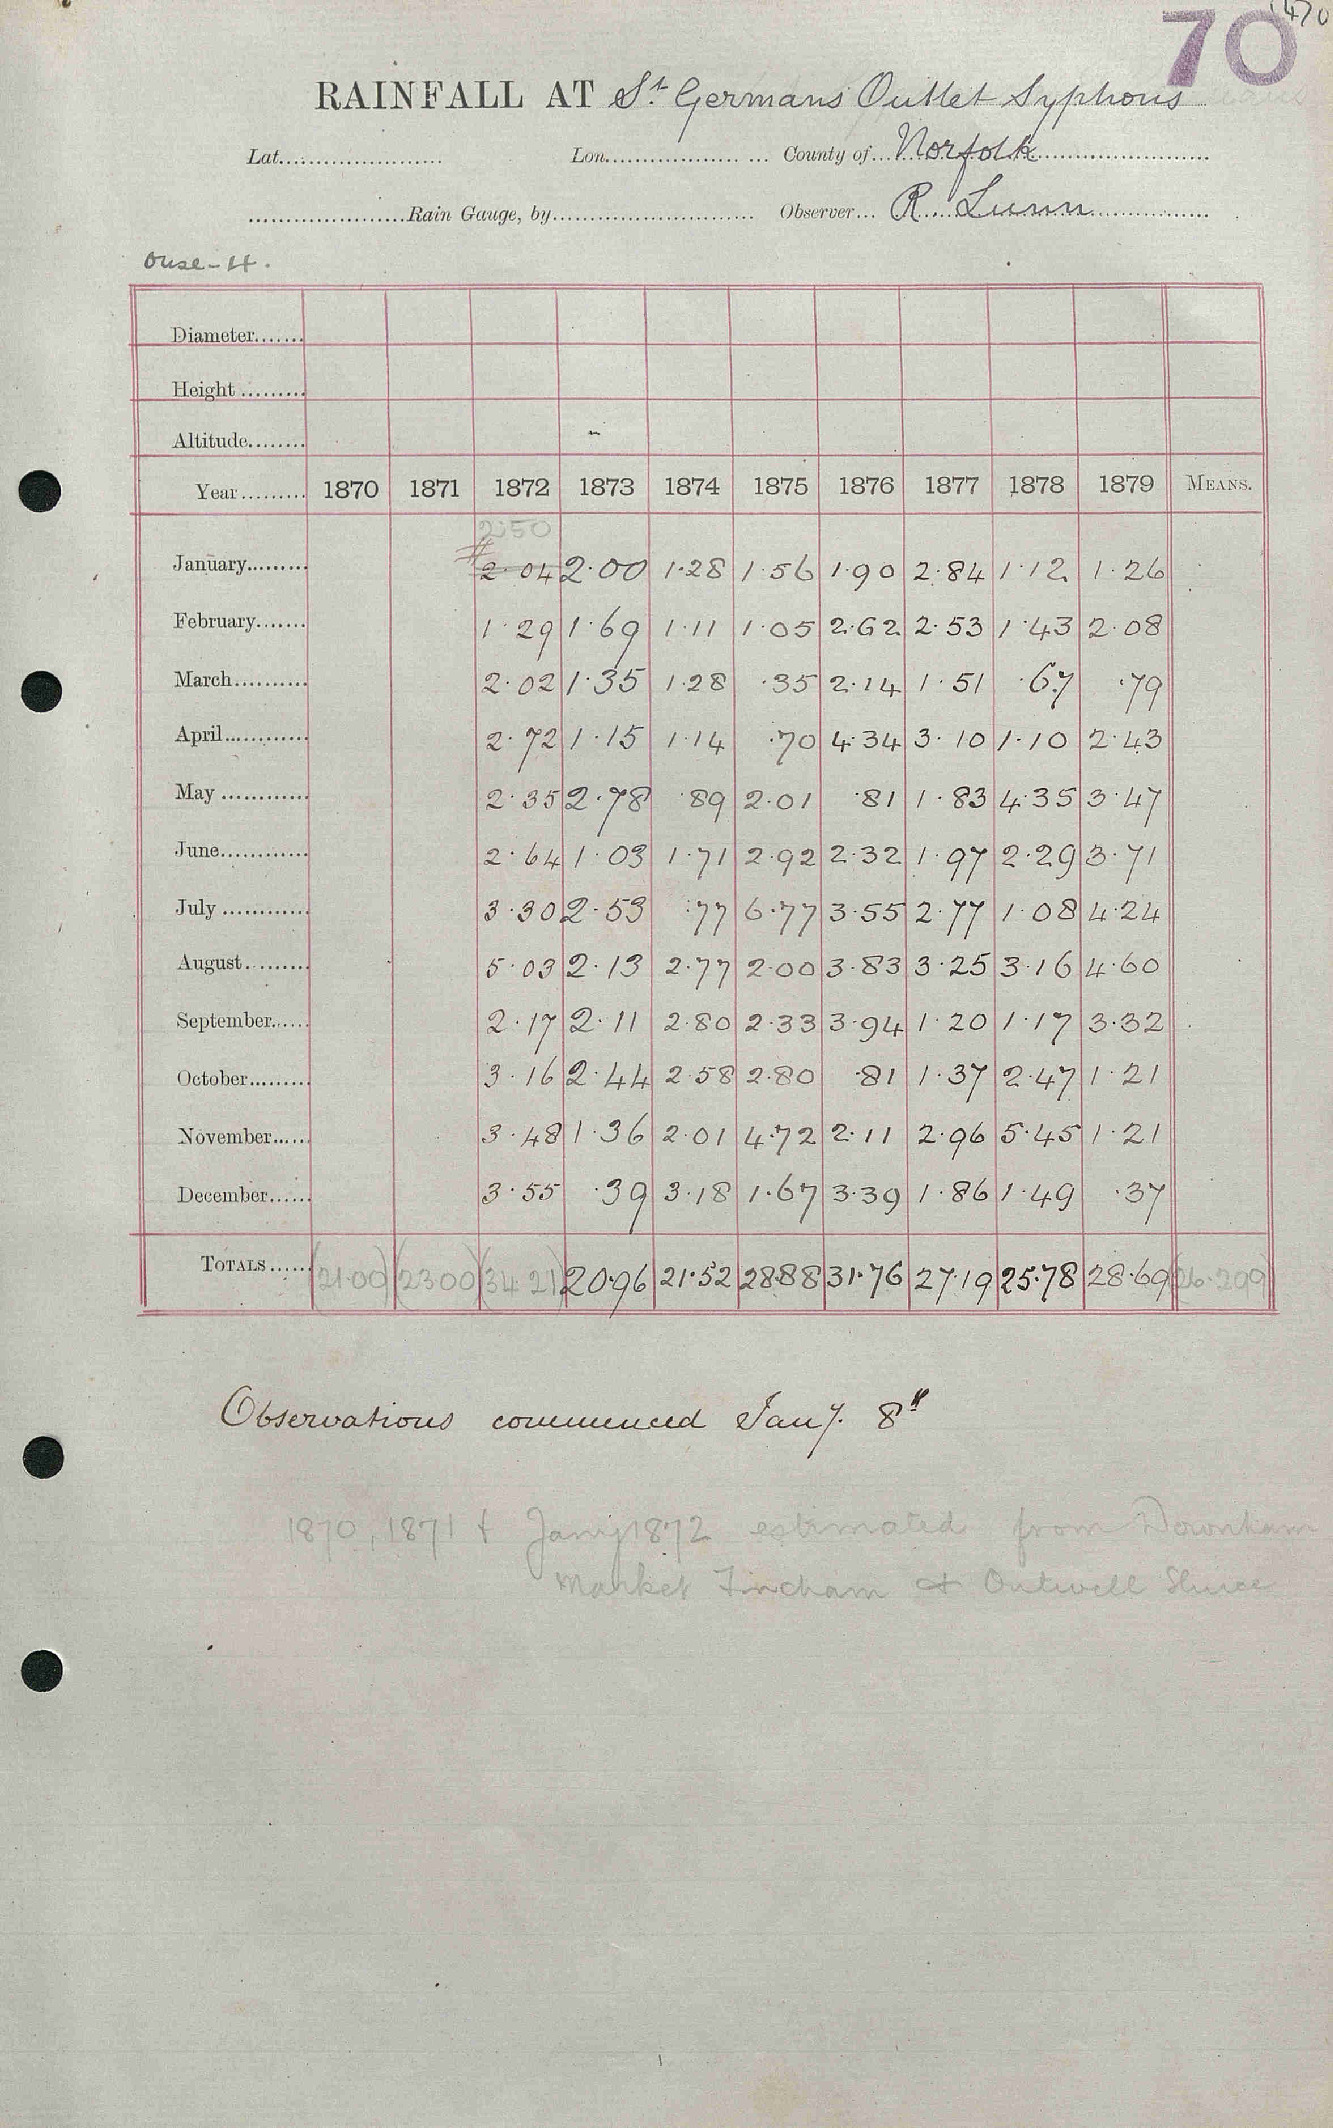 1470
70
RAINFALL AT St Germans Outlet Syphons
Lat. Lon. County of Norfolk
Rain Gauge, by Observer R. Lunn
Ouse-H.
Diameter
Height
Altitude
Year 1870 1871 1872 1873 1874 1875 1876 1877 1878 1879 MEANS.
2.50
January # 2.04 2.00 1.28 1.56 1.90 2.84 1.12 1.26
February 1.29 1.69 1.11 1.05 2.62 2.53 1.43 2.08
March 2.02 1.35 1.28 .35 2.14 1.51 .67 .79
April 2.72 1.15 1.14 .70 4.34 3.10 1.10 2.43
May 2.35 2.78 .89 2.01 .81 1.83 4.35 3.47
June 2.64 1.03 1.71 2.92 2.32 1.97 2.29 3.71
July 3.30 2.53 .77 6.77 3.55 2.77 1.08 4.24
August 5.03 2.13 2.77 2.00 3.83 3.25 3.16 4.60
September 2.17 2.11 2.80 2.33 3.94 1.20 1.17 3.32
October 3.16 2.44 2.58 2.80 .81 1.37 2.47 1.21
November 3.48 1.36 2.01 4.72 2.11 2.96 5.45 1.21
December 3.55 .39 3.18 1.67 3.39 1.86 1.49 .37
TOTALS (21.00) (23.00) (34.21) 20.96 21.52 28.88 31.76 27.19 25.78 28.69 (26.299)
Observations commenced Jany. 8th
1870, 1871 & Jany 1872 estimated from Downham
Market Fincham & Outwell Sluice